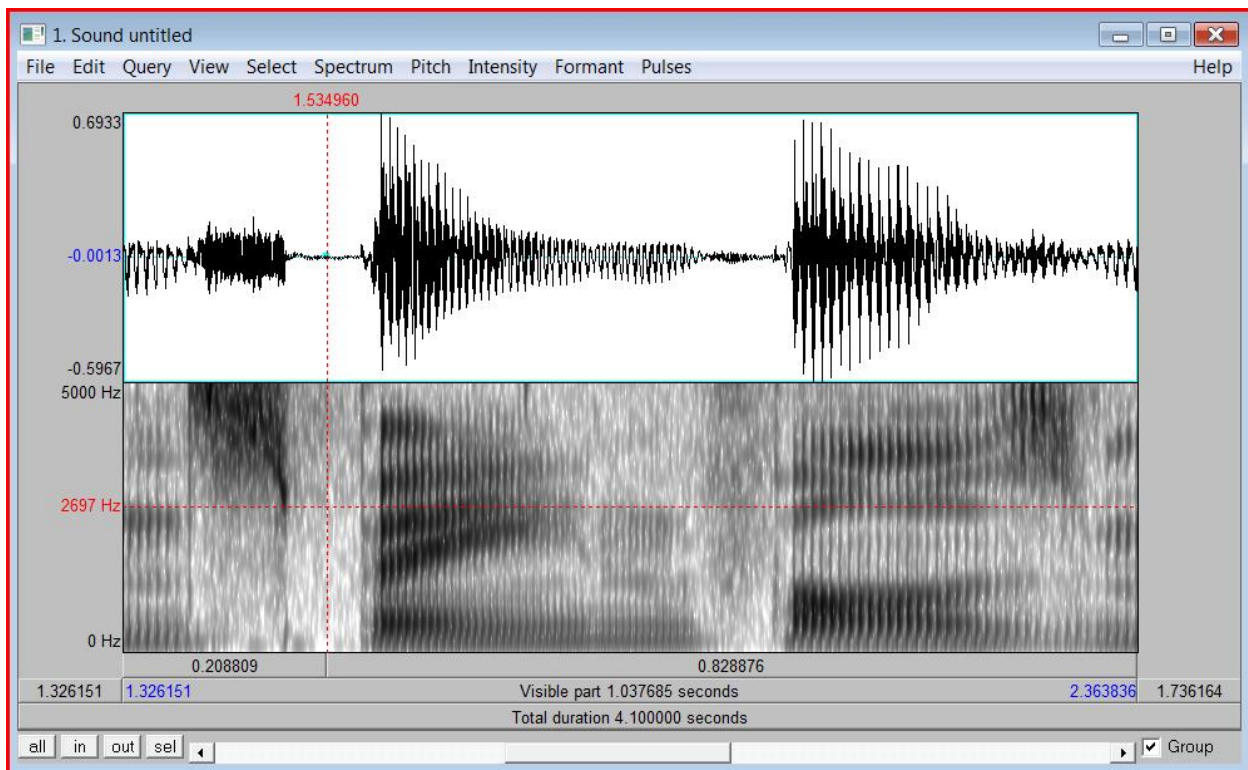 1. Sound untitled
File Edit Query View Select Spectrum Pitch Intensity Formant Pulses Help
1.534960
0.6933
-0.0013
-0.5967
5000 Hz
2697 Hz
0 Hz
0.208809 0.828876
1.326151 1.326151 Visible part 1.037685 seconds 2.363836 1.736164
Total duration 4.100000 seconds
all in out sel Group